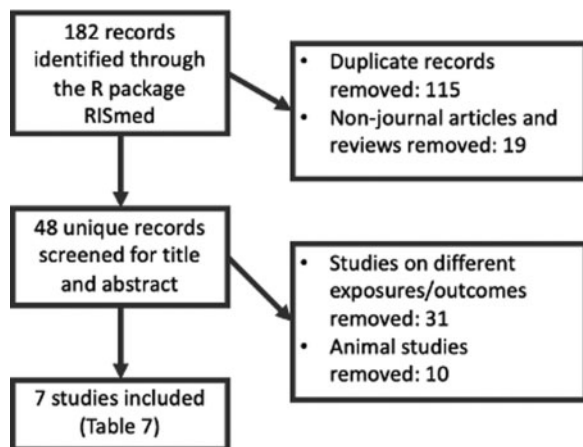 182 records
identified through
the R package
RISmed
• Duplicate records
removed: 115
• Non-journal articles and
reviews removed: 19
48 unique records
screened for title
and abstract
• Studies on different
exposures/outcomes
removed: 31
• Animal studies
removed: 10
7 studies included
(Table 7)